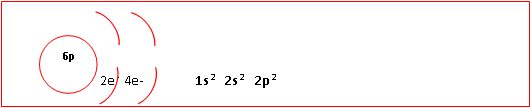 6p
2e- 4e- 1s² 2s² 2p²